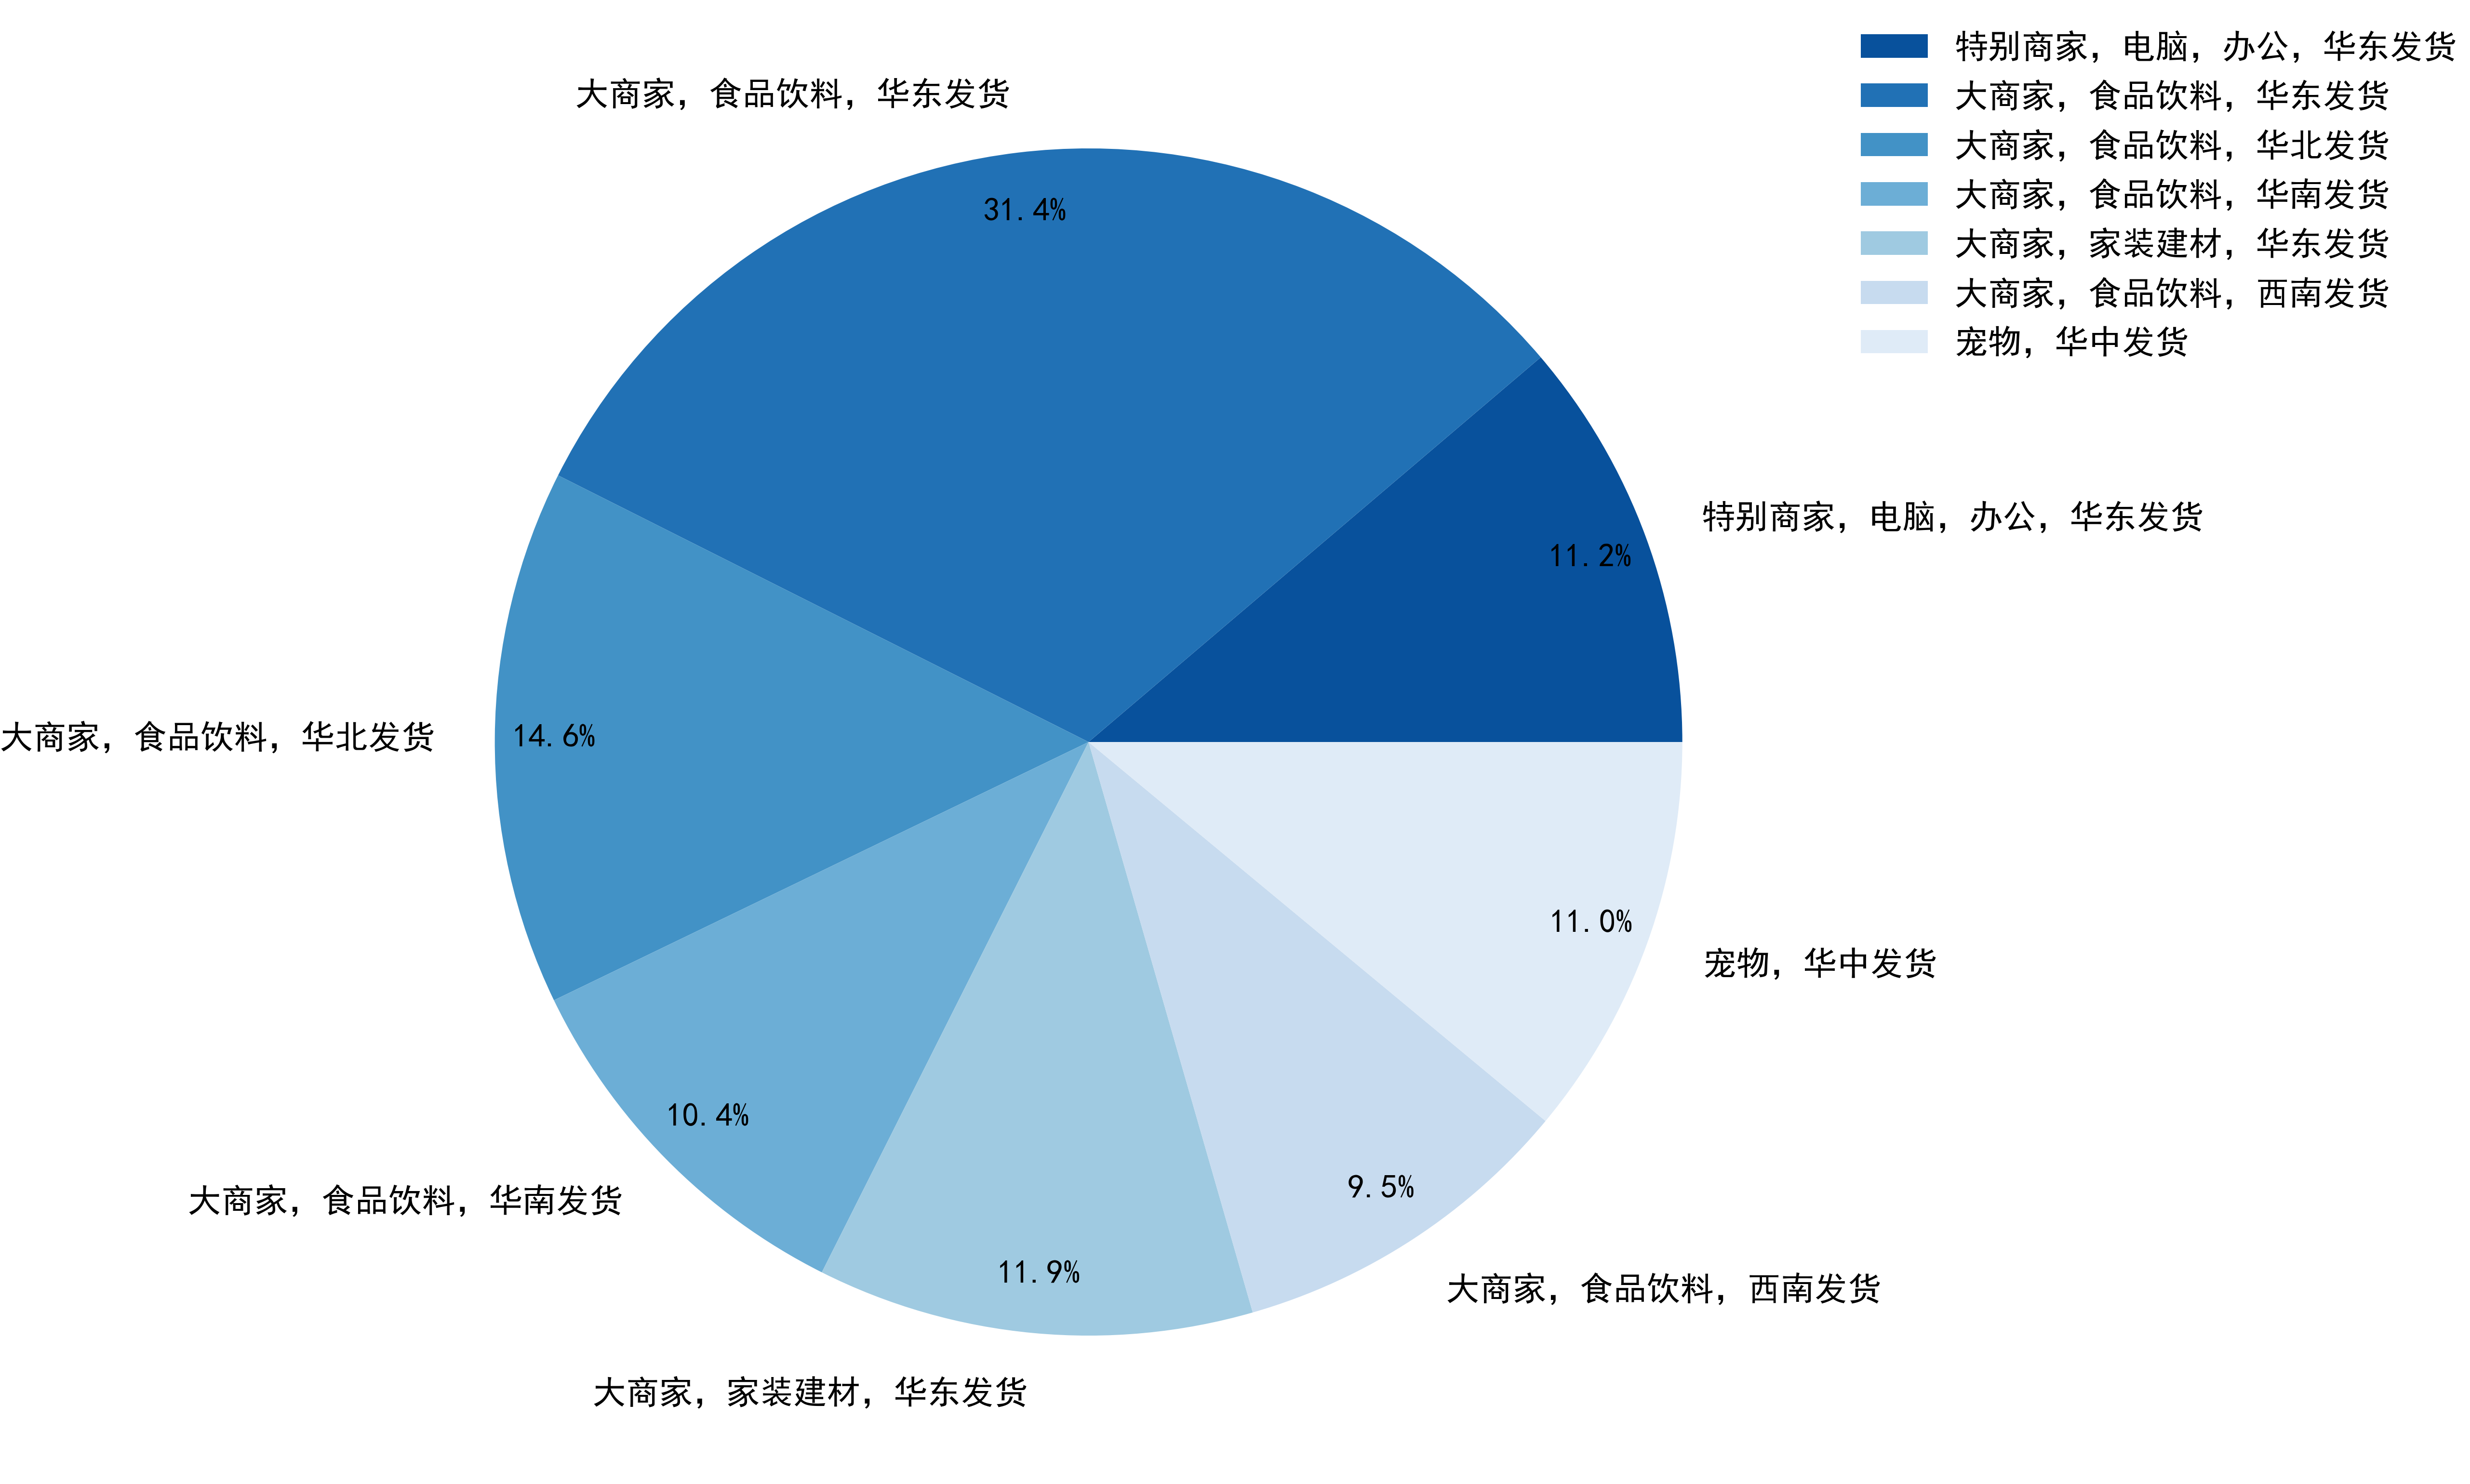 特别商家，电脑，办公，华东发货
大商家，食品饮料，华东发货
大商家，食品饮料，华北发货
大商家，食品饮料，华南发货
大商家，家装建材，华东发货
大商家，食品饮料，西南发货
宠物，华中发货
大商家，食品饮料，华东发货
31.4%
特别商家，电脑，办公，华东发货
11.2%
大商家，食品饮料，华北发货
14.6%
11.0%
宠物，华中发货
10.4%
大商家，食品饮料，华南发货
9.5%
大商家，食品饮料，西南发货
11.9%
大商家，家装建材，华东发货